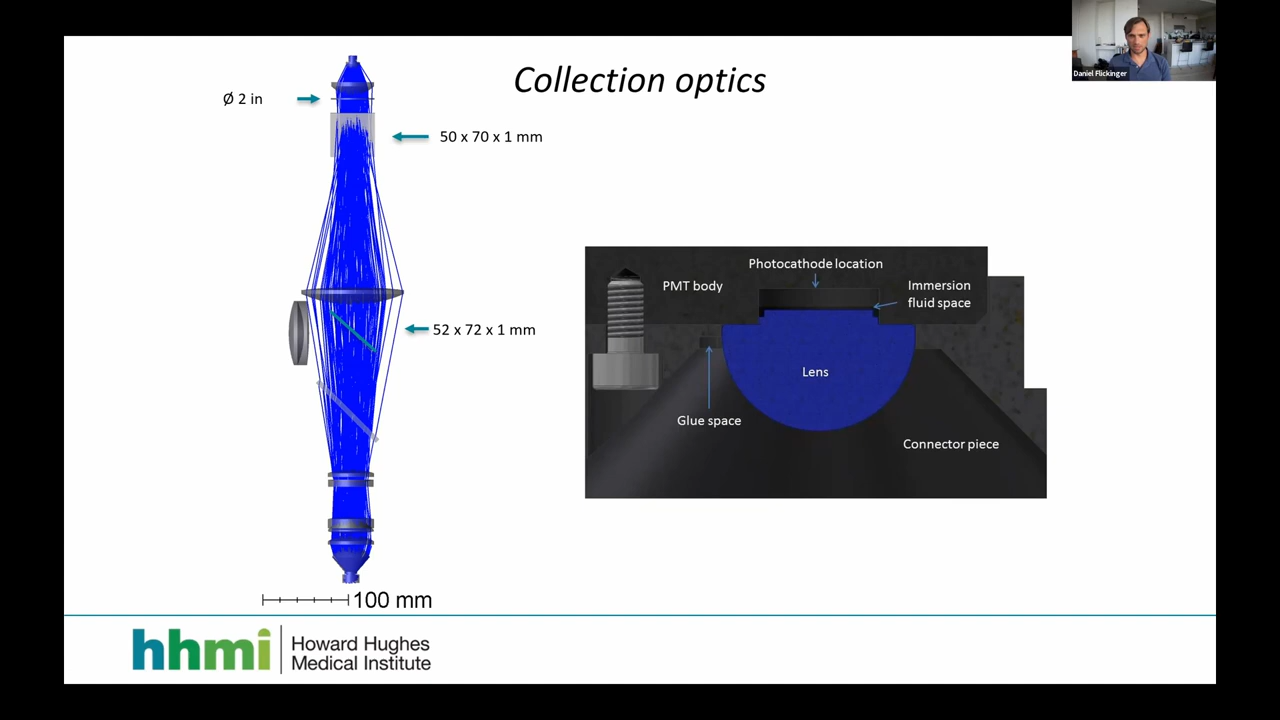 Daniel Flickinger
Collection optics
Ø 2 in
50 x 70 x 1 mm
52 x 72 x 1 mm
100 mm
Photocathode location
PMT body
Immersion
fluid space
Lens
Glue space
Connector piece
hhmi
Howard Hughes
Medical Institute